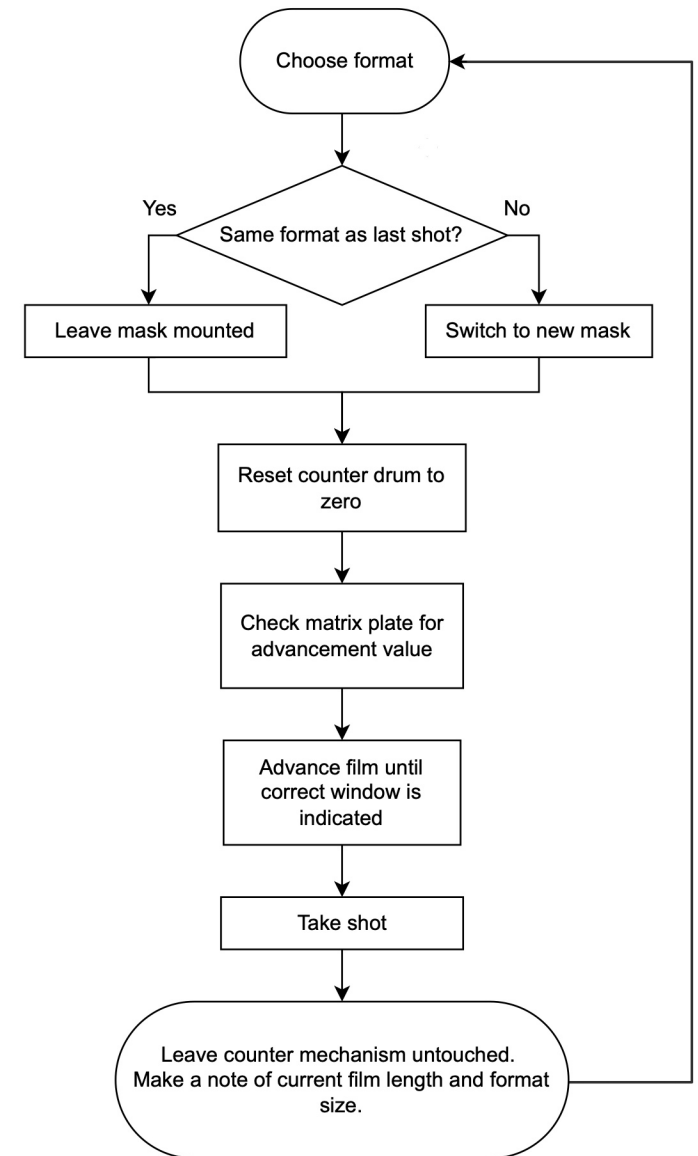 Choose format
Same format as last shot?
Yes
No
Leave mask mounted
Switch to new mask
Reset counter drum to
zero
Check matrix plate for
advancement value
Advance film until
correct window is
indicated
Take shot
Leave counter mechanism untouched.
Make a note of current film length and format
size.